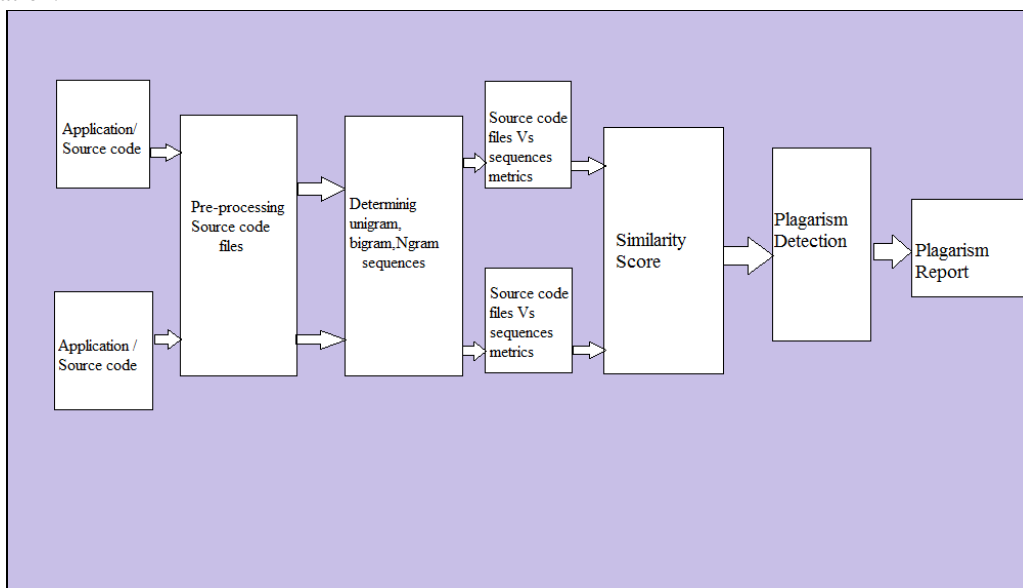 Application/
Source code
Pre-processing
Source code
files
Determinig
unigram,
bigram,Ngram
sequences
Source code
files Vs
sequences
metrics
Similarity
Score
Plagarism
Detection
Plagarism
Report
Application /
Source code
Source code
files Vs
sequences
metrics